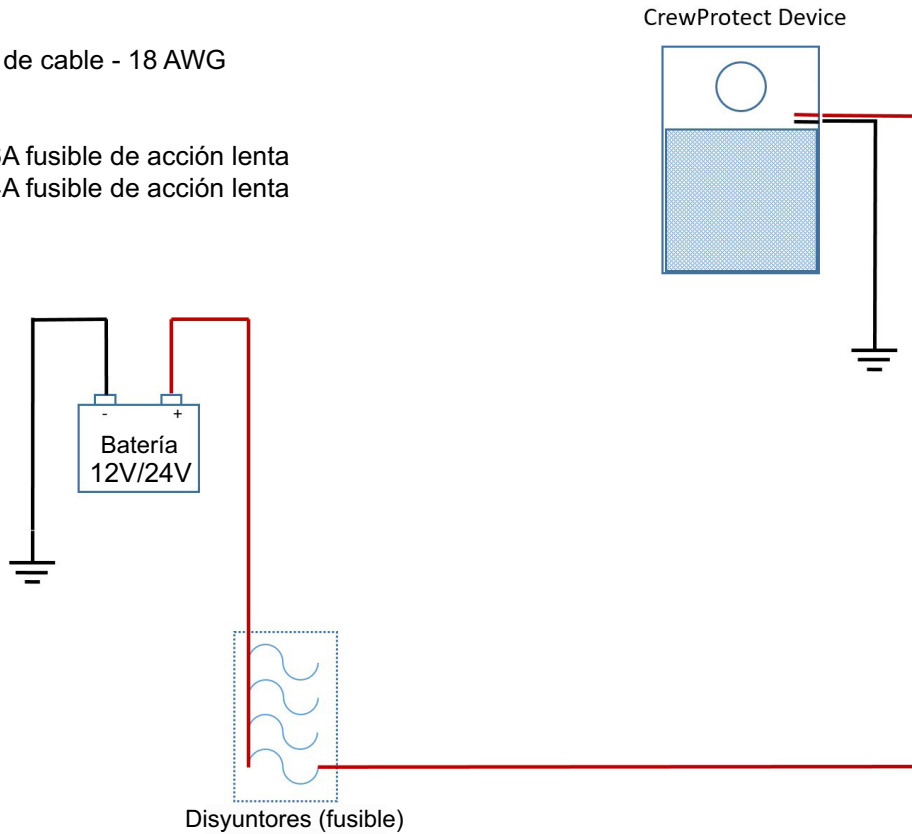 CrewProtect Device
de cable - 18 AWG
A fusible de acción lenta
A fusible de acción lenta
- +
Batería
12V/24V
Disyuntores (fusible)